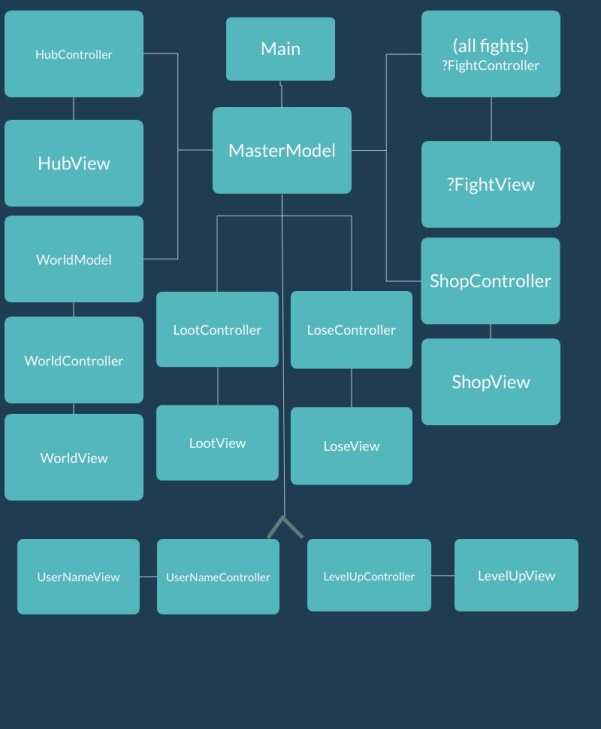 HubController
Main
(all fights)
?FightController
MasterModel
HubView
?FightView
WorldModel
ShopController
LootController
LoseController
WorldController
ShopView
LootView
LoseView
WorldView
UserNameView
UserNameController
LevelUpController
LevelUpView